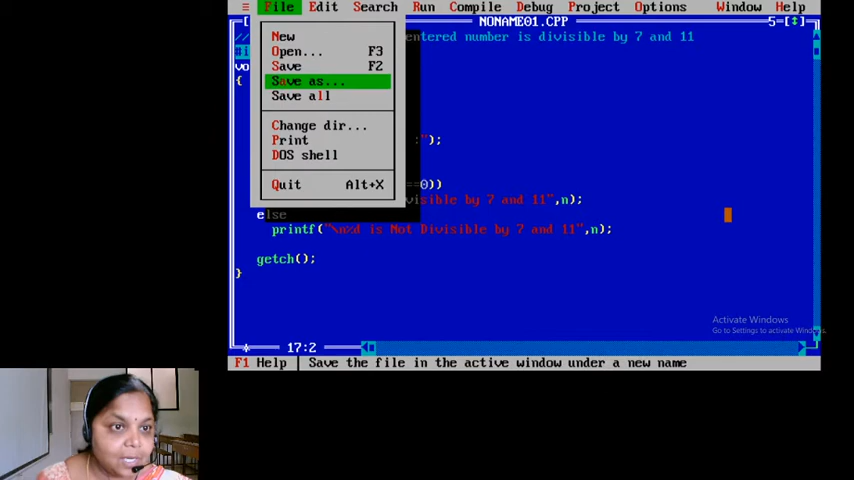 ≡ File Edit Search Run Compile Debug Project Options Window Help
[ NONAME01.CPP 5=[↕]
// entered number is divisible by 7 and 11
#i
vo
{
New
Open... F3
Save F2
Save as...
Save all
Change dir...
Print
DOS shell
Quit Alt+X
:");
==0))
visible by 7 and 11",n);
else
printf("\n%d is Not Divisible by 7 and 11",n);
getch();
}
17:2
F1 Help | Save the file in the active window under a new name
Activate Windows
Go to Settings to activate Windows.